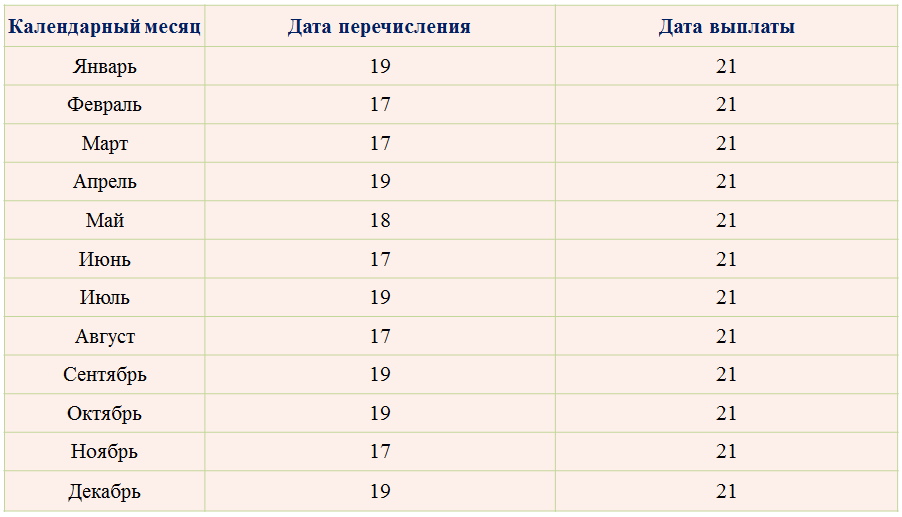 Календарный месяц Дата перечисления Дата выплаты
Январь 19 21
Февраль 17 21
Март 17 21
Апрель 19 21
Май 18 21
Июнь 17 21
Июль 19 21
Август 17 21
Сентябрь 19 21
Октябрь 19 21
Ноябрь 17 21
Декабрь 19 21